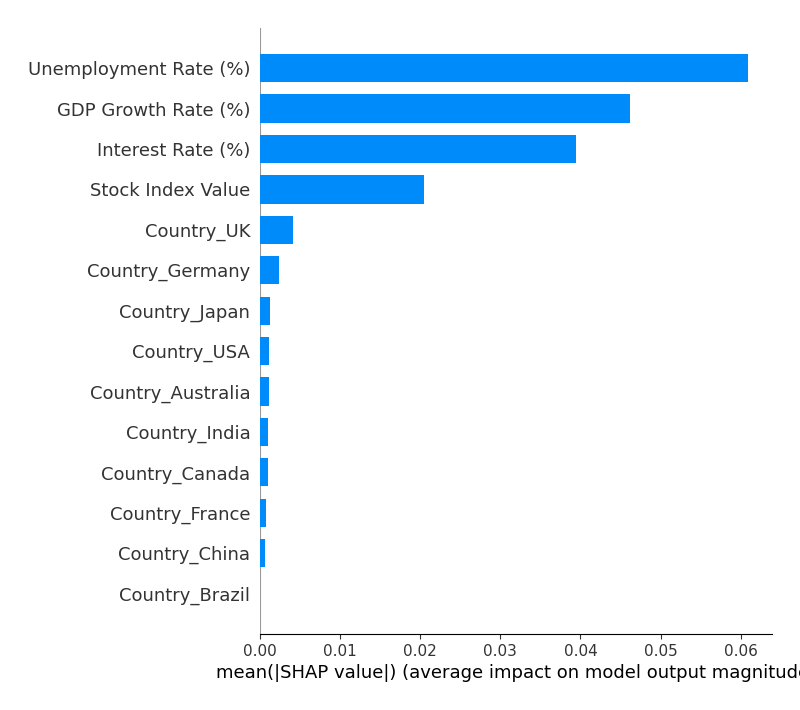 Unemployment Rate (%)
GDP Growth Rate (%)
Interest Rate (%)
Stock Index Value
Country_UK
Country_Germany
Country_Japan
Country_USA
Country_Australia
Country_India
Country_Canada
Country_France
Country_China
Country_Brazil
0.00 0.01 0.02 0.03 0.04 0.05 0.06
mean(|SHAP value|) (average impact on model output magnitude